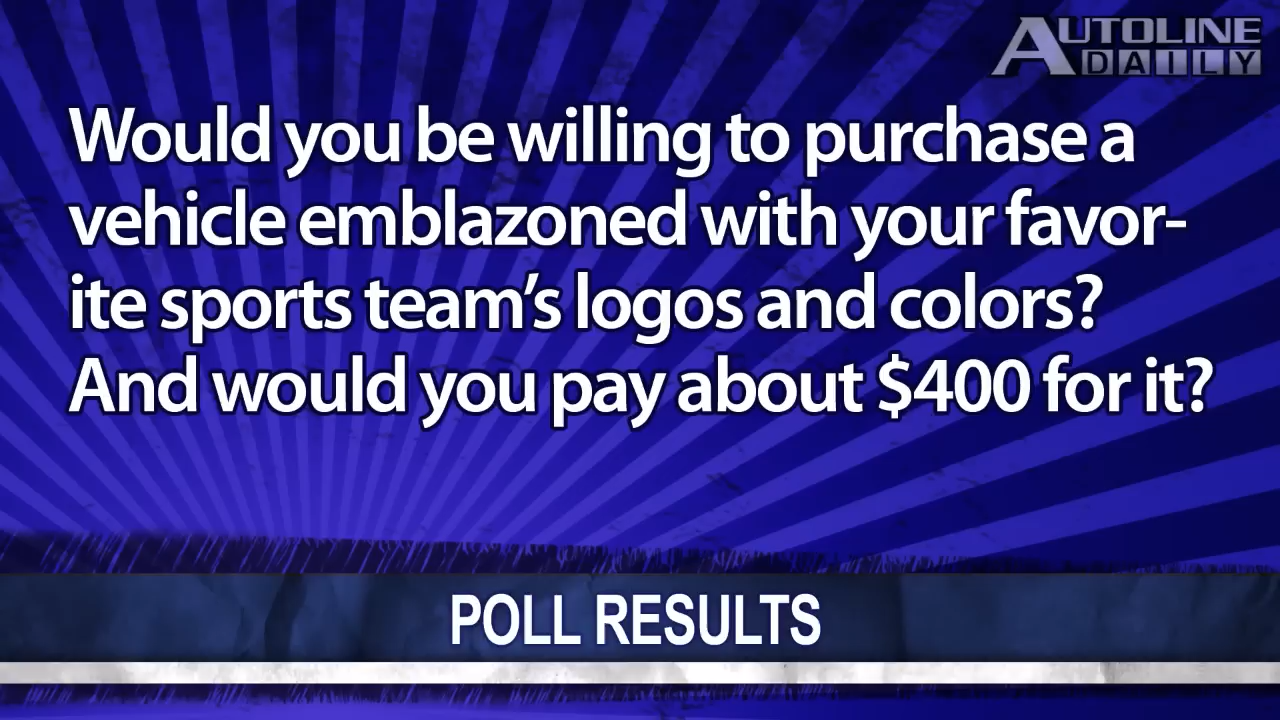 AUTOLINE
DAILY
Would you be willing to purchase a
vehicle emblazoned with your favor-
ite sports team’s logos and colors?
And would you pay about $400 for it?
POLL RESULTS